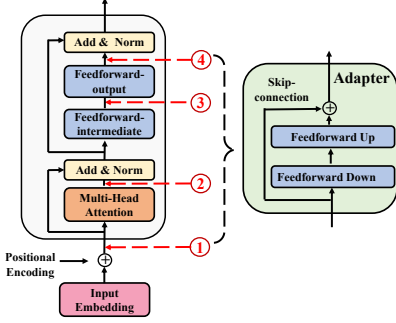 Add & Norm
4
Feedforward-
output
3
Feedforward-
intermediate
Add & Norm
2
Multi-Head
Attention
1
Positional
Encoding
+
Input
Embedding
Skip-
connection
Adapter
+
Feedforward Up
Feedforward Down